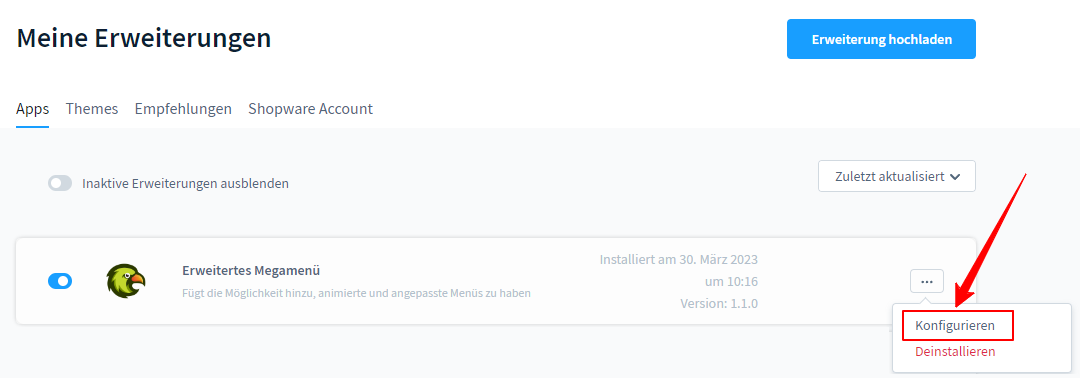 Meine Erweiterungen
Erweiterung hochladen
Apps Themes Empfehlungen Shopware Account
Inaktive Erweiterungen ausblenden
Zuletzt aktualisiert
Erweitertes Megamenü
Fügt die Möglichkeit hinzu, animierte und angepasste Menüs zu haben
Installiert am 30. März 2023
um 10:16
Version: 1.1.0
...
Konfigurieren
Deinstallieren